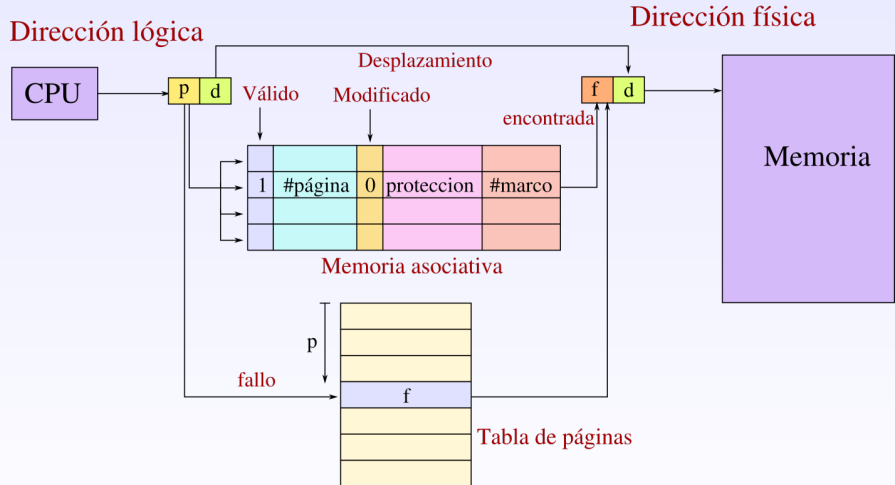 Dirección lógica
Dirección física
Desplazamiento
CPU
p d
Válido
Modificado
f d
encontrada
Memoria
1 #página 0 proteccion #marco
Memoria asociativa
p
fallo
f
Tabla de páginas